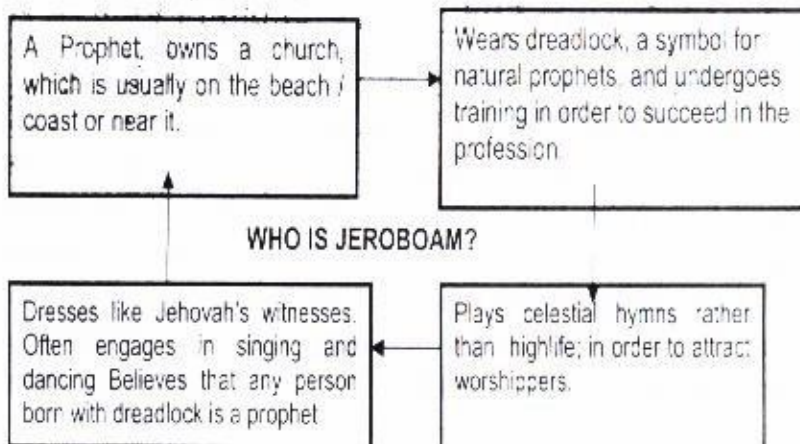 A Prophet, owns a church,
which is usually on the beach /
coast or near it.
Wears dreadlock, a symbol for
natural prophets, and undergoes
training in order to succeed in the
profession
WHO IS JEROBOAM?
Plays celestial hymns rather
than highlife; in order to attract
worshippers.
Dresses like Jehovah's witnesses.
Often engages in singing and
dancing Believes that any person
born with dreadlock is a prophet